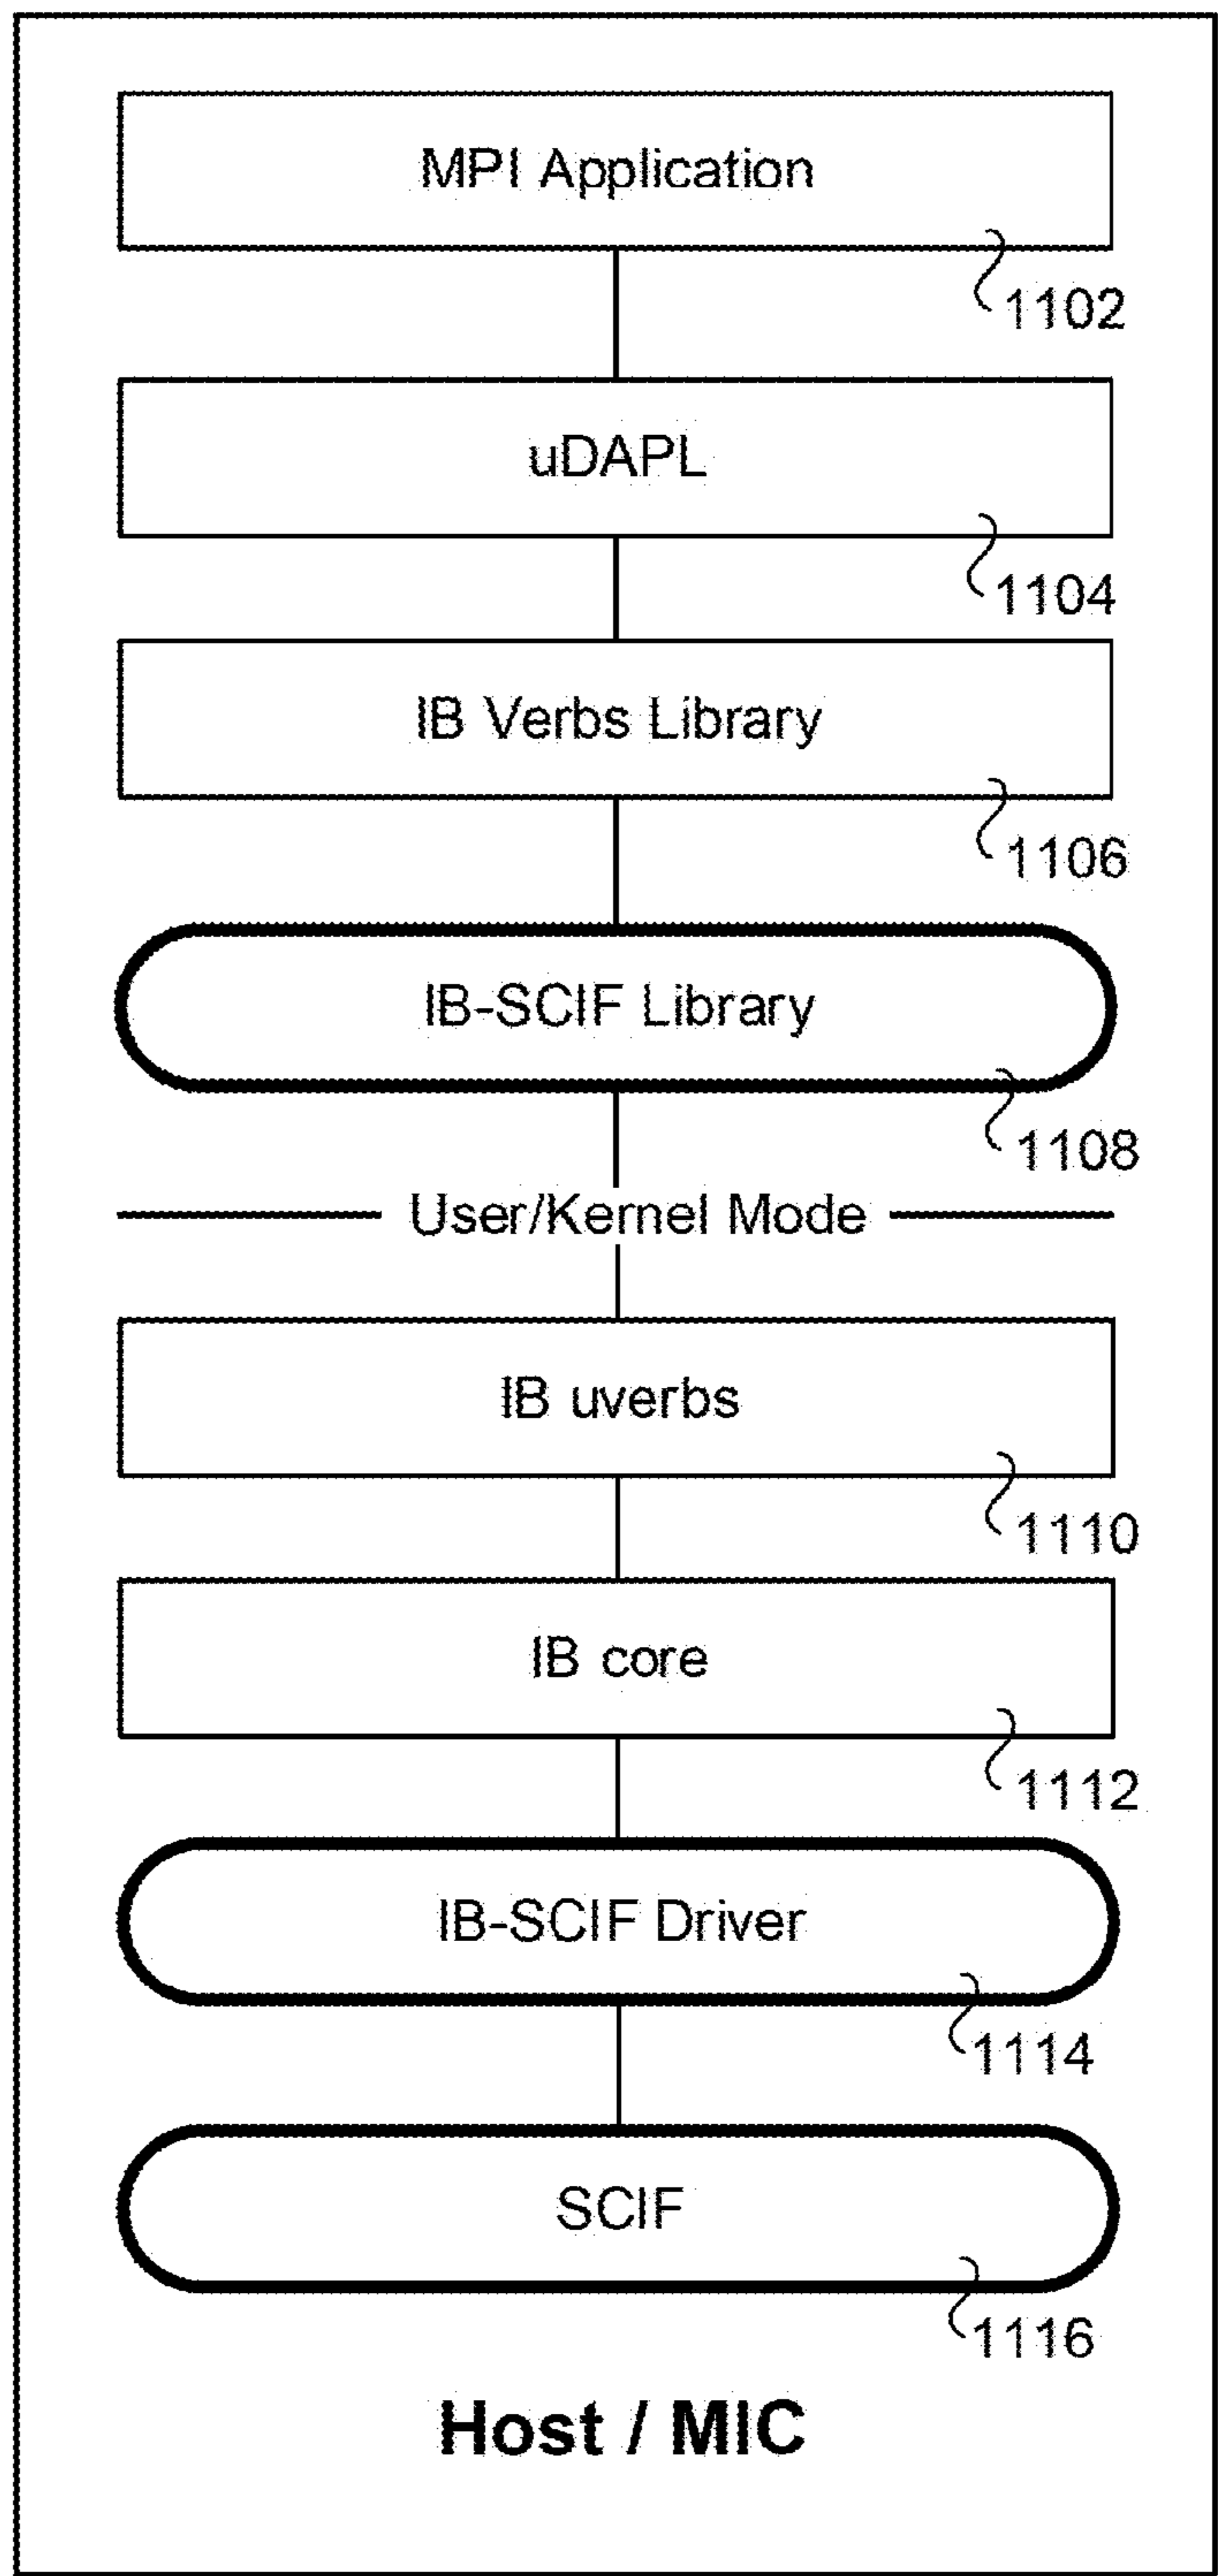 MPI Application
1102
uDAPL
1104
IB Verbs Library
1106
IB-SCIF Library
1108
User/Kernel Mode
IB uverbs
1110
IB core
1112
IB-SCIF Driver
1114
SCIF
1116
Host / MIC